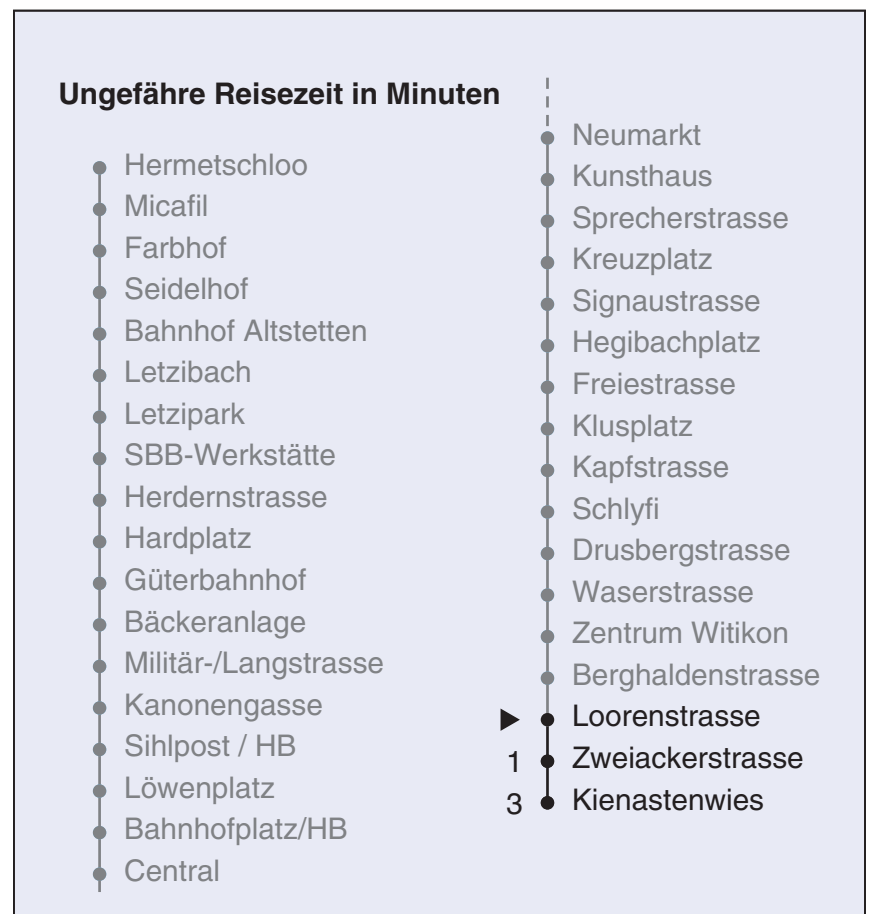 Ungefähre Reisezeit in Minuten
Hermetschloo
Micafil
Farbhof
Seidelhof
Bahnhof Altstetten
Letzibach
Letzipark
SBB-Werkstätte
Herdernstrasse
Hardplatz
Güterbahnhof
Bäckeranlage
Militär-/Langstrasse
Kanonengasse
Sihlpost / HB
Löwenplatz
Bahnhofplatz/HB
Central
Neumarkt
Kunsthaus
Sprecherstrasse
Kreuzplatz
Signaustrasse
Hegibachplatz
Freiestrasse
Klusplatz
Kapfstrasse
Schlyfi
Drusbergstrasse
Waserstrasse
Zentrum Witikon
Berghaldenstrasse
Loorenstrasse
1 Zweiackerstrasse
3 Kienastenwies